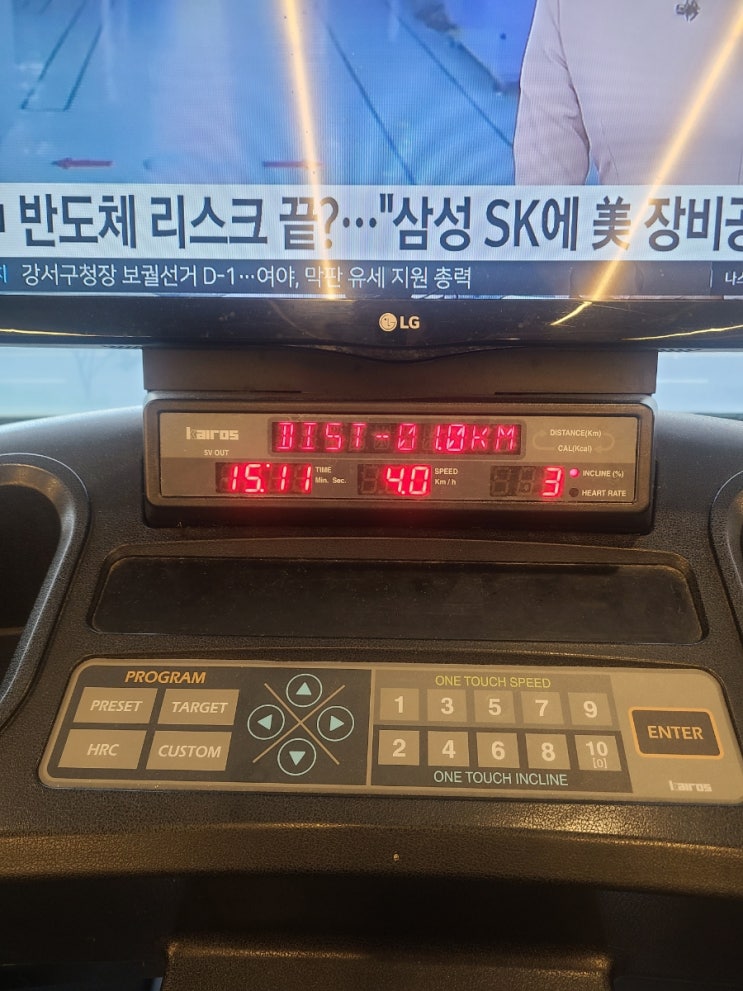 반도체 리스크 끝?…"삼성 SK에 美 장비공
강서구청장 보궐선거 D-1…여야, 막판 유세 지원 총력
LG
kairos
DIST-01.0KM
DISTANCE(Km)
CAL(Kcal)
5V OUT
15:11 TIME Min. Sec. 4.0 SPEED Km/h 3 INCLINE (%)
HEART RATE
PROGRAM
PRESET TARGET
HRC CUSTOM
ONE TOUCH SPEED
1 3 5 7 9
2 4 6 8 10 [0]
ONE TOUCH INCLINE
ENTER
kairos